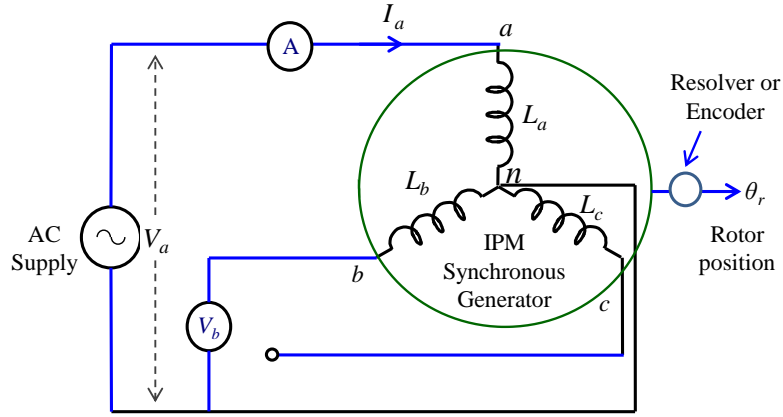 I_a
a
A
Resolver or
Encoder
L_a
n
L_b
L_c
θ_r
AC
Supply
V_a
IPM
Synchronous
Generator
Rotor
position
b
c
V_b